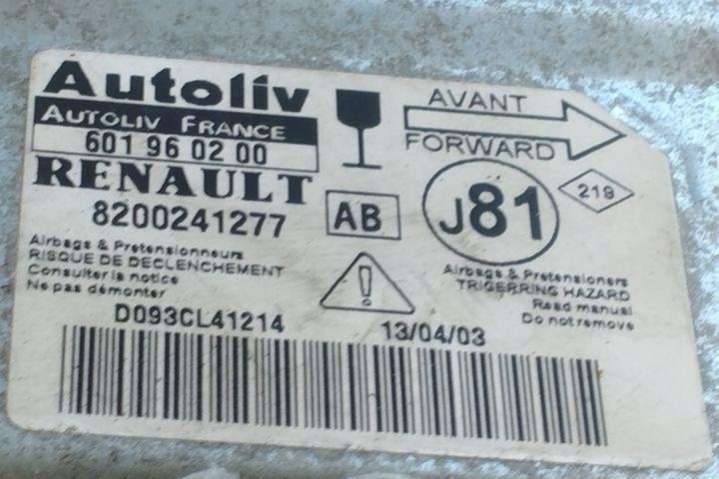 Autoliv
AUTOLIV FRANCE
601 96 02 00
RENAULT
8200241277
AB
AVANT
FORWARD
J81
219
Airbags & Pretensionneurs
RISQUE DE DECLENCHEMENT
Consulter la notice
Ne pas démonter
Airbags & Pretensioners
TRIGERRING HAZARD
Read manual
Do not remove
D093CL41214
13/04/03